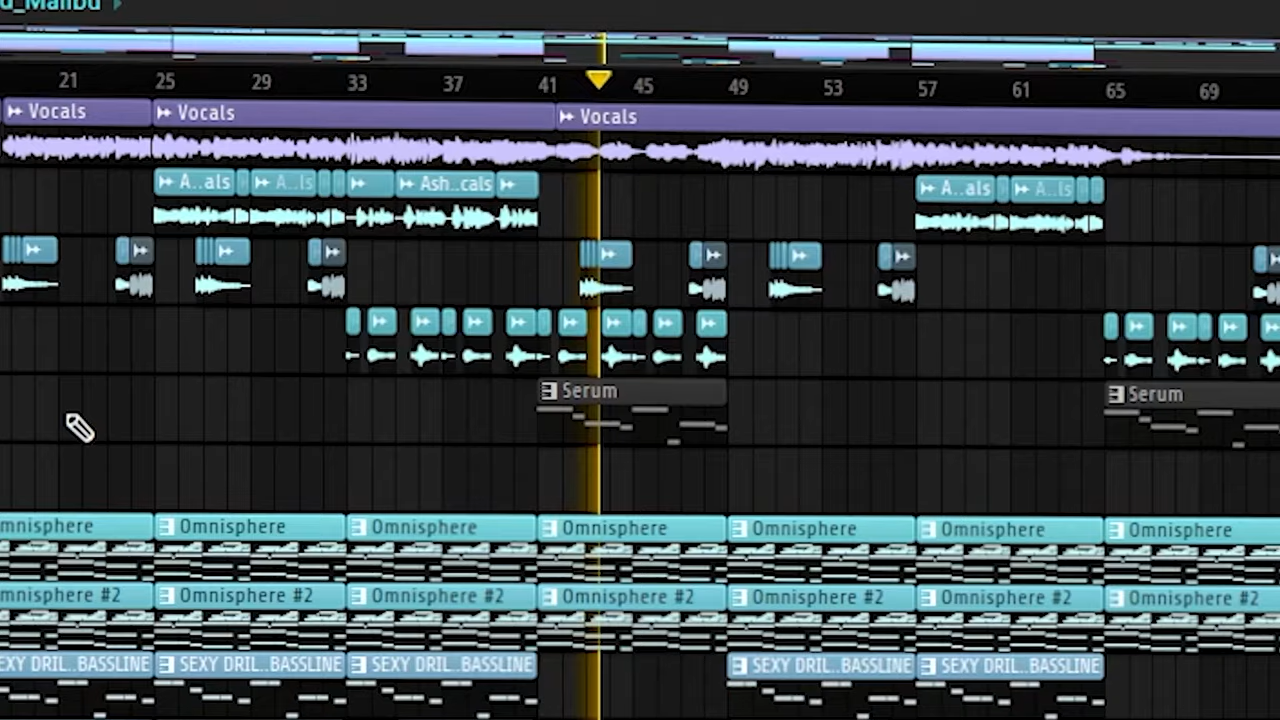 21 25 29 33 37 41 45 49 53 57 61 65 69
Vocals Vocals Vocals
A..als A..ls Ash..cals A..als A..ls
Serum Serum
mnisphere Omnisphere Omnisphere Omnisphere Omnisphere Omnisphere Omnisphere
mnisphere #2 Omnisphere #2 Omnisphere #2 Omnisphere #2 Omnisphere #2 Omnisphere #2 Omnisphere #2
EXY DRIL..BASSLINE SEXY DRIL..BASSLINE SEXY DRIL..BASSLINE SEXY DRIL..BASSLINE SEXY DRIL..BASSLINE